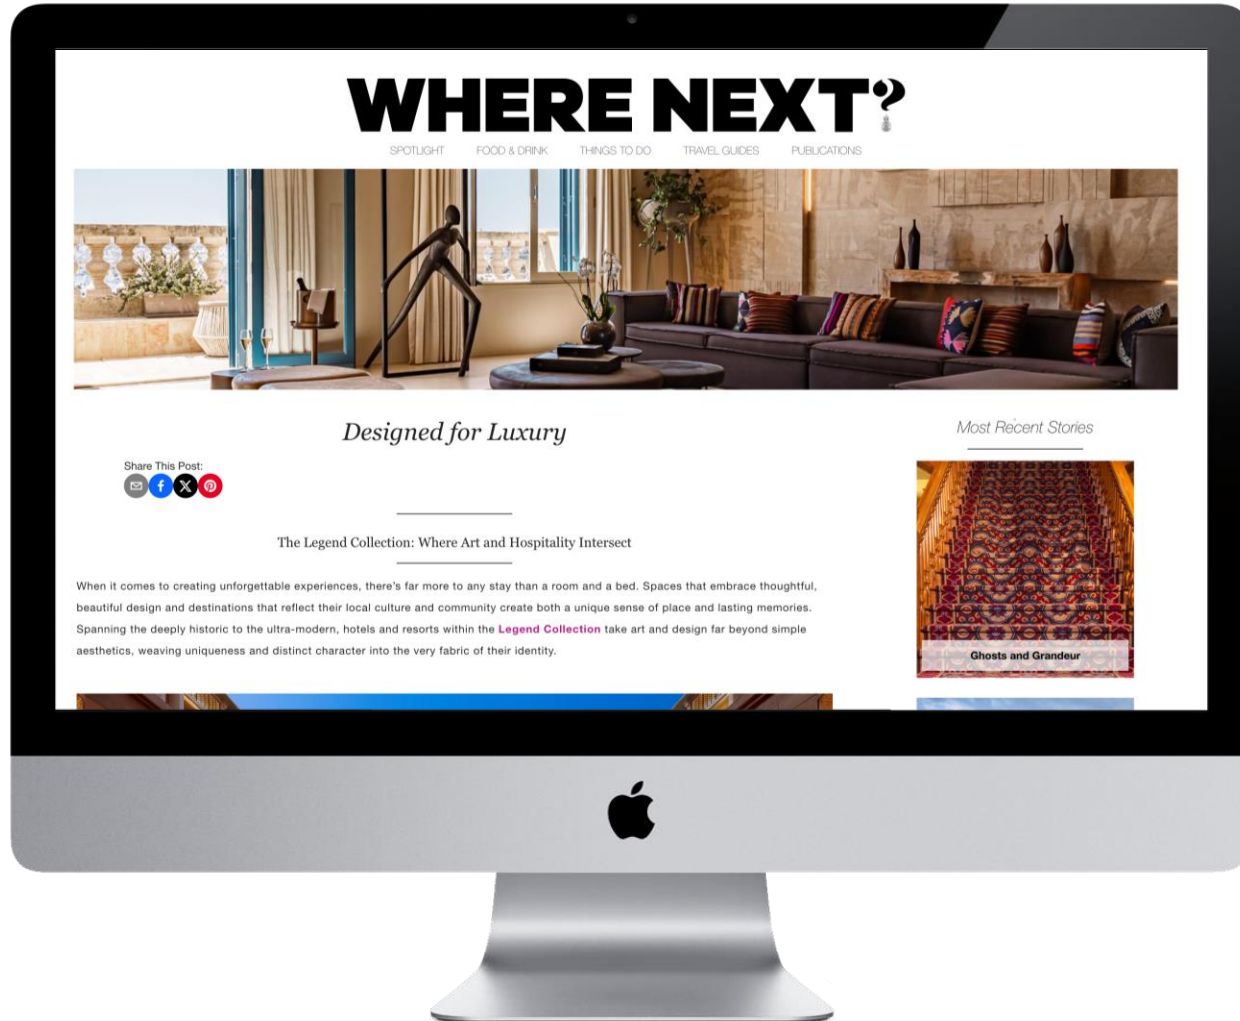 WHERE NEXT?
SPOTLIGHT FOOD & DRINK THINGS TO DO TRAVEL GUIDES PUBLICATIONS
Designed for Luxury
Share This Post:
The Legend Collection: Where Art and Hospitality Intersect
When it comes to creating unforgettable experiences, there's far more to any stay than a room and a bed. Spaces that embrace thoughtful,
beautiful design and destinations that reflect their local culture and community create both a unique sense of place and lasting memories.
Spanning the deeply historic to the ultra-modern, hotels and resorts within the Legend Collection take art and design far beyond simple
aesthetics, weaving uniqueness and distinct character into the very fabric of their identity.
Most Recent Stories
Ghosts and Grandeur